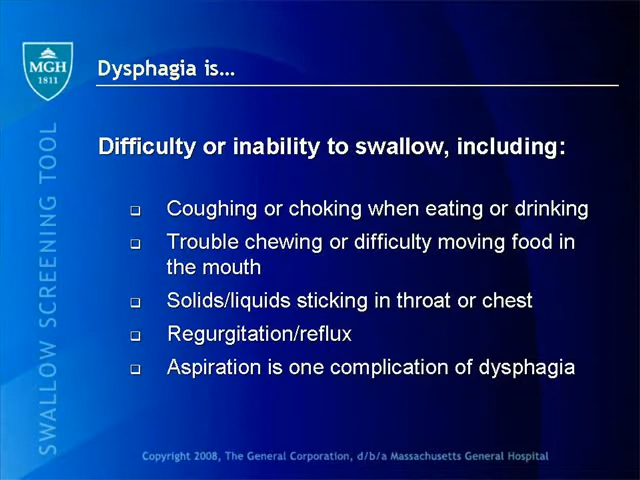 MGH
1811
Dysphagia is…
SWALLOW SCREENING TOOL
Difficulty or inability to swallow, including:
Coughing or choking when eating or drinking
Trouble chewing or difficulty moving food in
the mouth
Solids/liquids sticking in throat or chest
Regurgitation/reflux
Aspiration is one complication of dysphagia
Copyright 2008, The General Corporation, d/b/a Massachusetts General Hospital